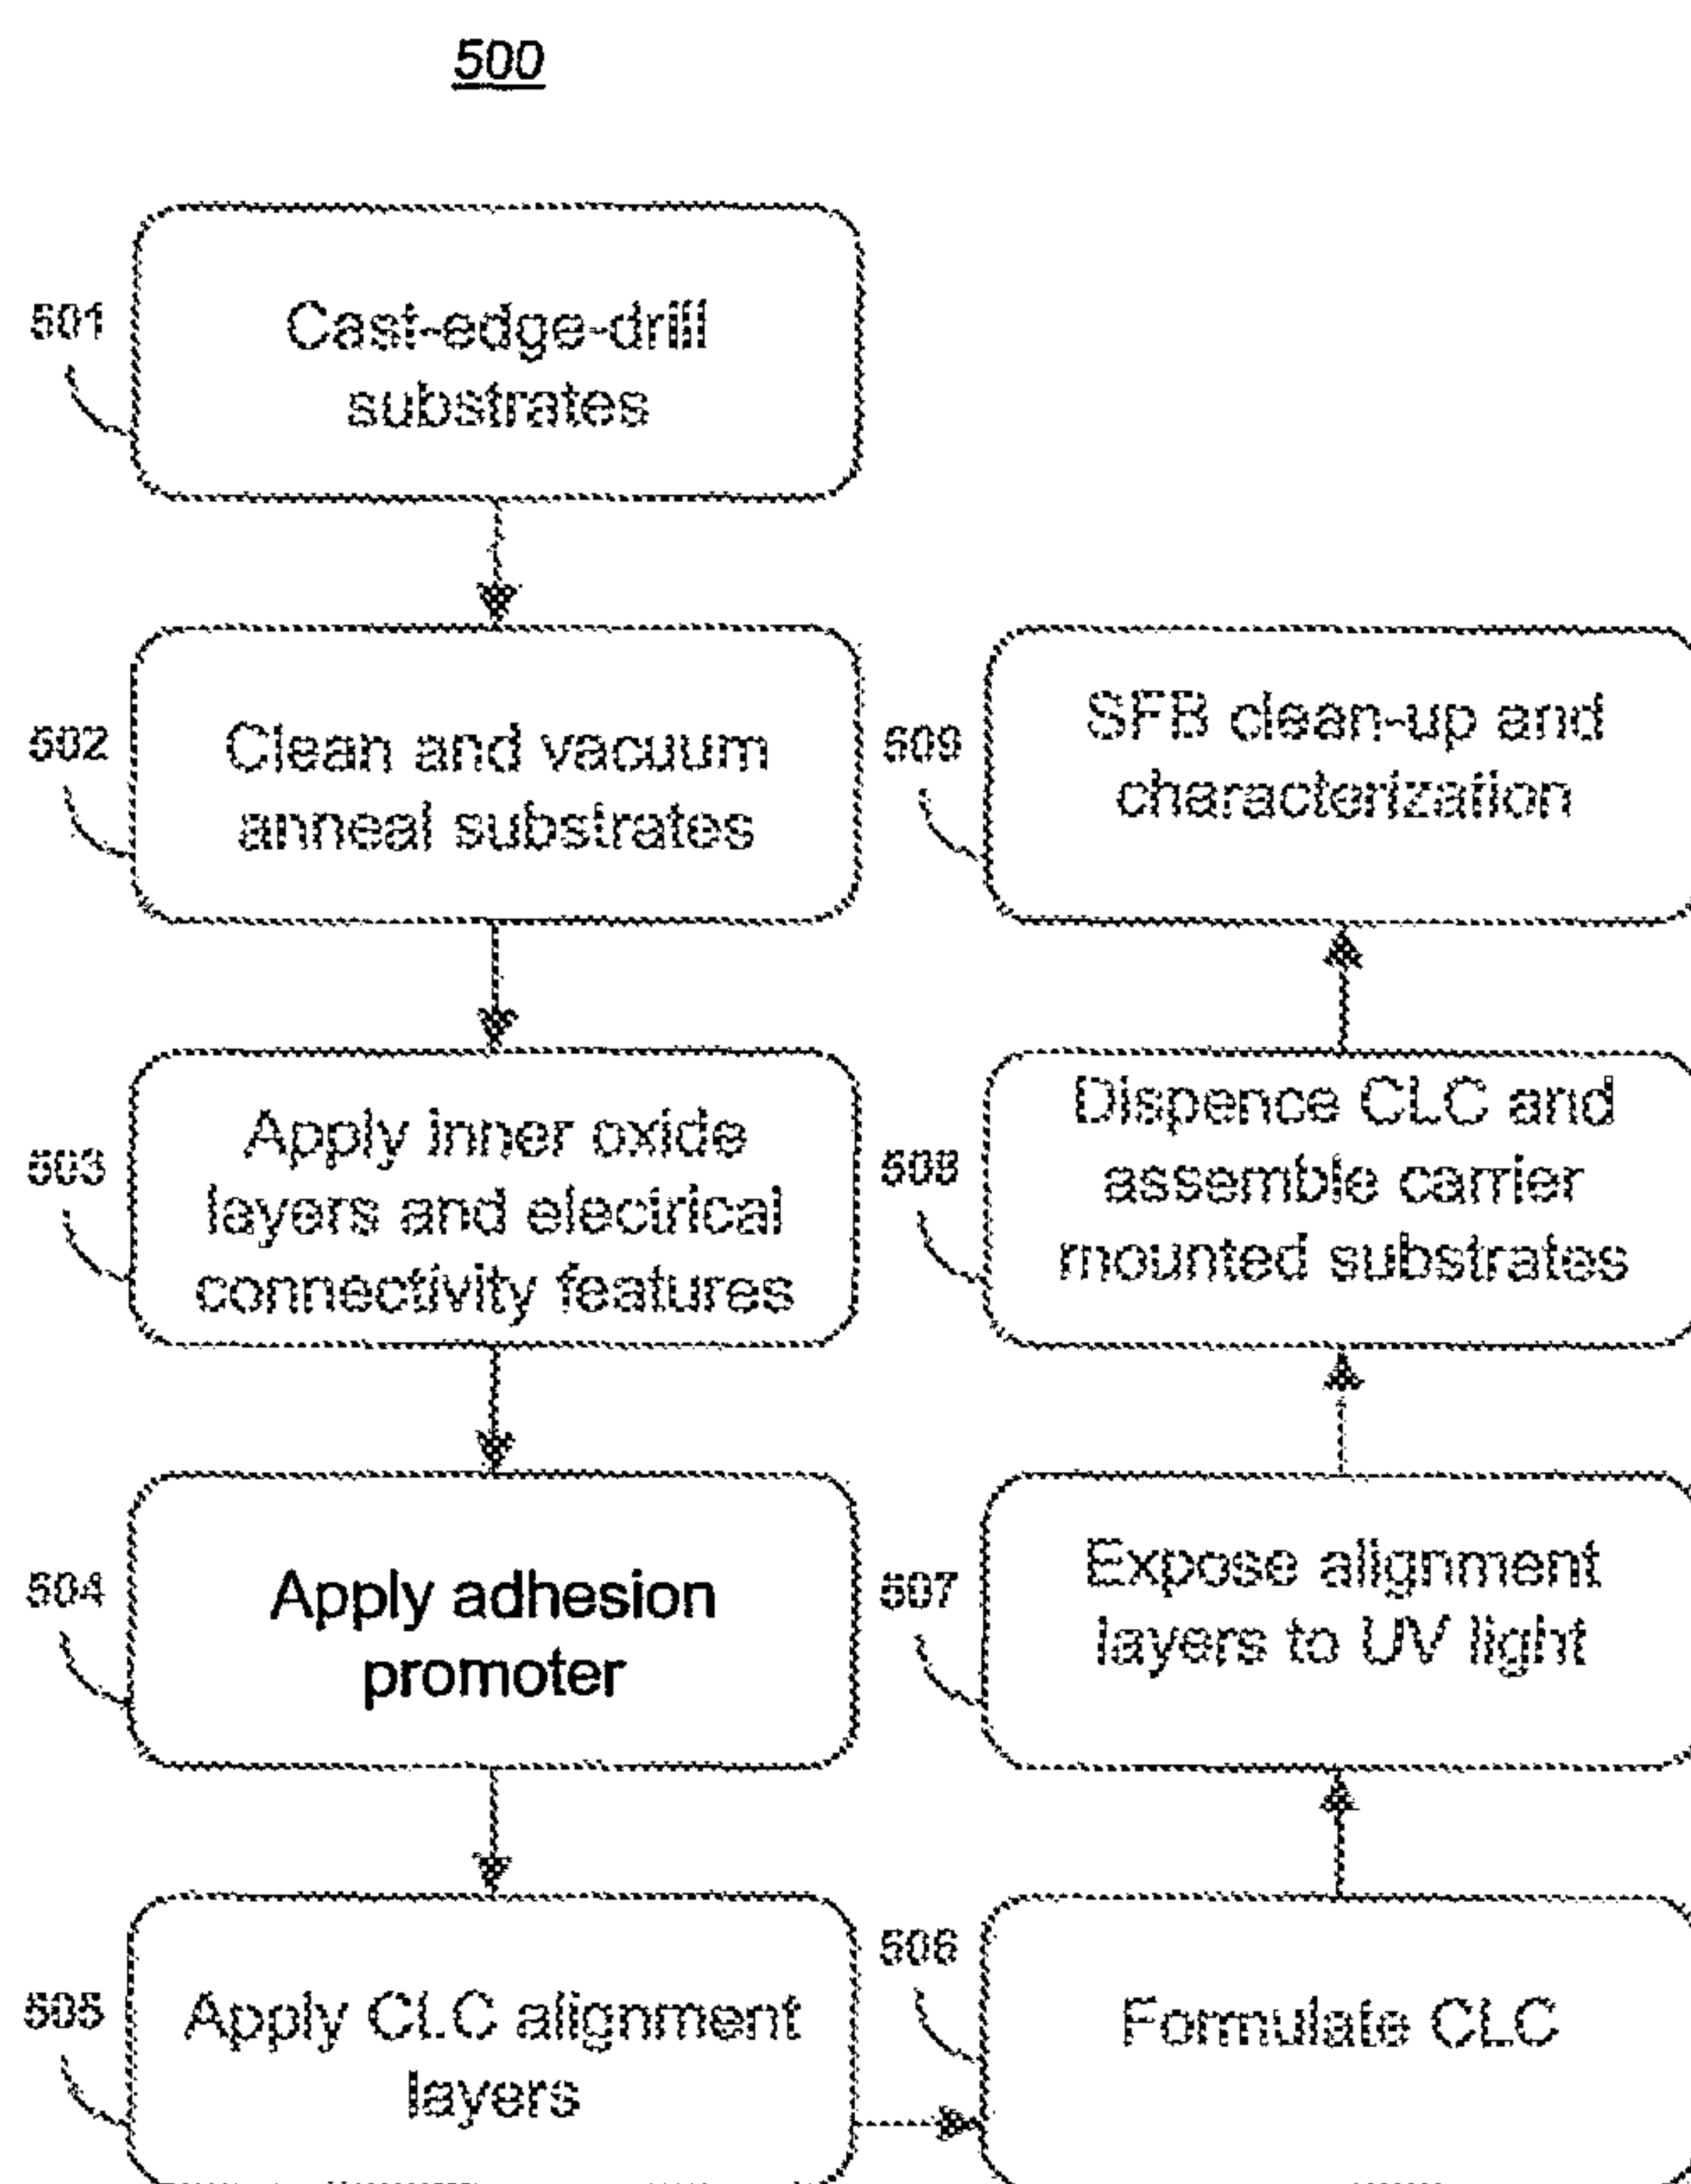 500
501
Cast-edge-drill
substrates
502
Clean and vacuum
anneal substrates
503
Apply inner oxide
layers and electrical
connectivity features
504
Apply adhesion
promoter
505
Apply CLC alignment
layers
506
Formulate CLC
507
Expose alignment
layers to UV light
508
Dispence CLC and
assemble carrier
mounted substrates
509
SFB clean-up and
characterization